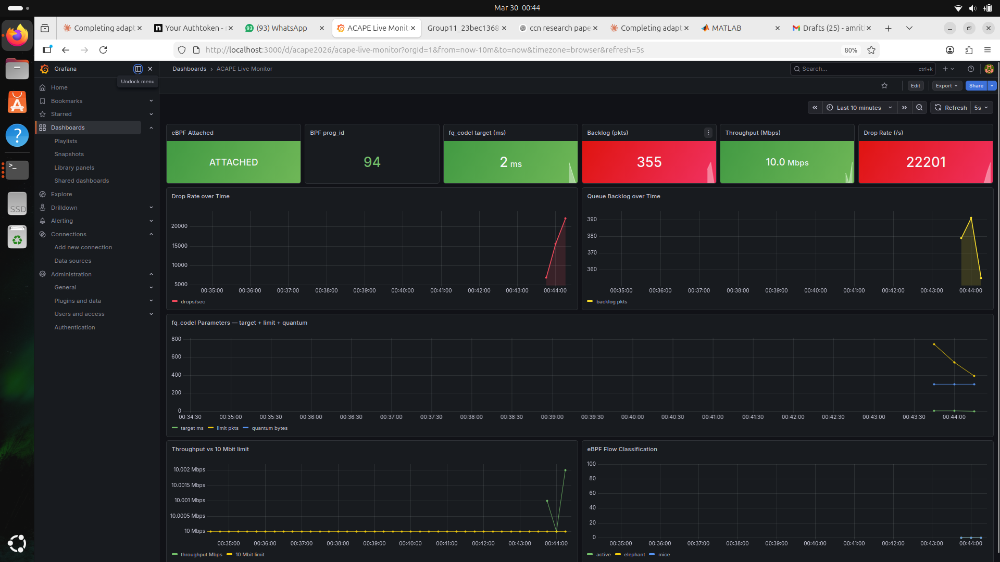 Mar 30 00:44
Completing adapt
Your Authtoken -
(93) WhatsApp
ACAPE Live Monit
Group11_23bec1368
ccn research pape
Completing adapt
MATLAB
Drafts (25) - amrit
http://localhost:3000/d/acape2026/acape-live-monitor?orgId=1&from=now-10m&to=now&timezone=browser&refresh=5s
80%
Grafana
Dashboards › ACAPE Live Monitor
Search... ctrl+k
Undock menu
Edit
Export
Share
Home
Bookmarks
Starred
Dashboards
Playlists
Snapshots
Library panels
Shared dashboards
Explore
Drilldown
Alerting
Connections
Add new connection
Data sources
Administration
General
Plugins and data
Users and access
Authentication
SSD
Last 10 minutes
Refresh 5s
eBPF Attached
ATTACHED
BPF prog_id
94
fq_codel target (ms)
2 ms
Backlog (pkts)
355
Throughput (Mbps)
10.0 Mbps
Drop Rate (/s)
22201
Drop Rate over Time
20000
15000
10000
5000
00:35:00 00:36:00 00:37:00 00:38:00 00:39:00 00:40:00 00:41:00 00:42:00 00:43:00 00:44:00
drops/sec
Queue Backlog over Time
390
380
370
360
00:35:00 00:36:00 00:37:00 00:38:00 00:39:00 00:40:00 00:41:00 00:42:00 00:43:00 00:44:00
backlog pkts
fq_codel Parameters — target + limit + quantum
800
600
400
200
0
00:34:30 00:35:00 00:35:30 00:36:00 00:36:30 00:37:00 00:37:30 00:38:00 00:38:30 00:39:00 00:39:30 00:40:00 00:40:30 00:41:00 00:41:30 00:42:00 00:42:30 00:43:00 00:43:30 00:44:00
target ms limit pkts quantum bytes
Throughput vs 10 Mbit limit
10.002 Mbps
10.0015 Mbps
10.001 Mbps
10.0005 Mbps
10 Mbps
00:35:00 00:36:00 00:37:00 00:38:00 00:39:00 00:40:00 00:41:00 00:42:00 00:43:00 00:44:00
throughput Mbps 10 Mbit limit
eBPF Flow Classification
100
80
60
40
20
0
00:35:00 00:36:00 00:37:00 00:38:00 00:39:00 00:40:00 00:41:00 00:42:00 00:43:00 00:44:00
active elephant mice